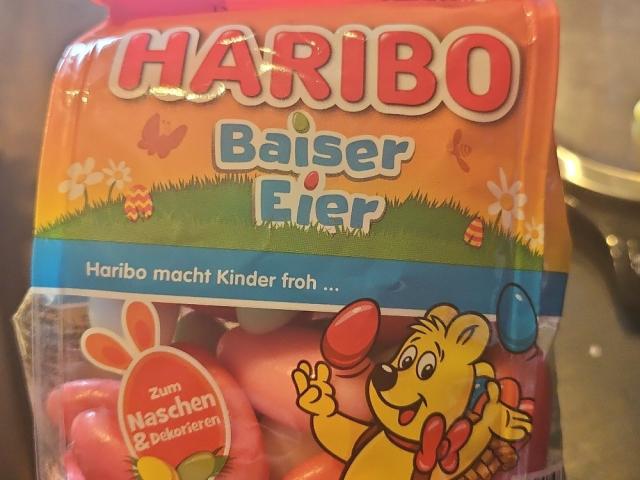 HARIBO
Baiser
Eier
Haribo macht Kinder froh ...
Zum
Naschen
& Dekorieren